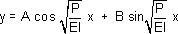 y = A cos √(P/EI) x + B sin √(P/EI) x